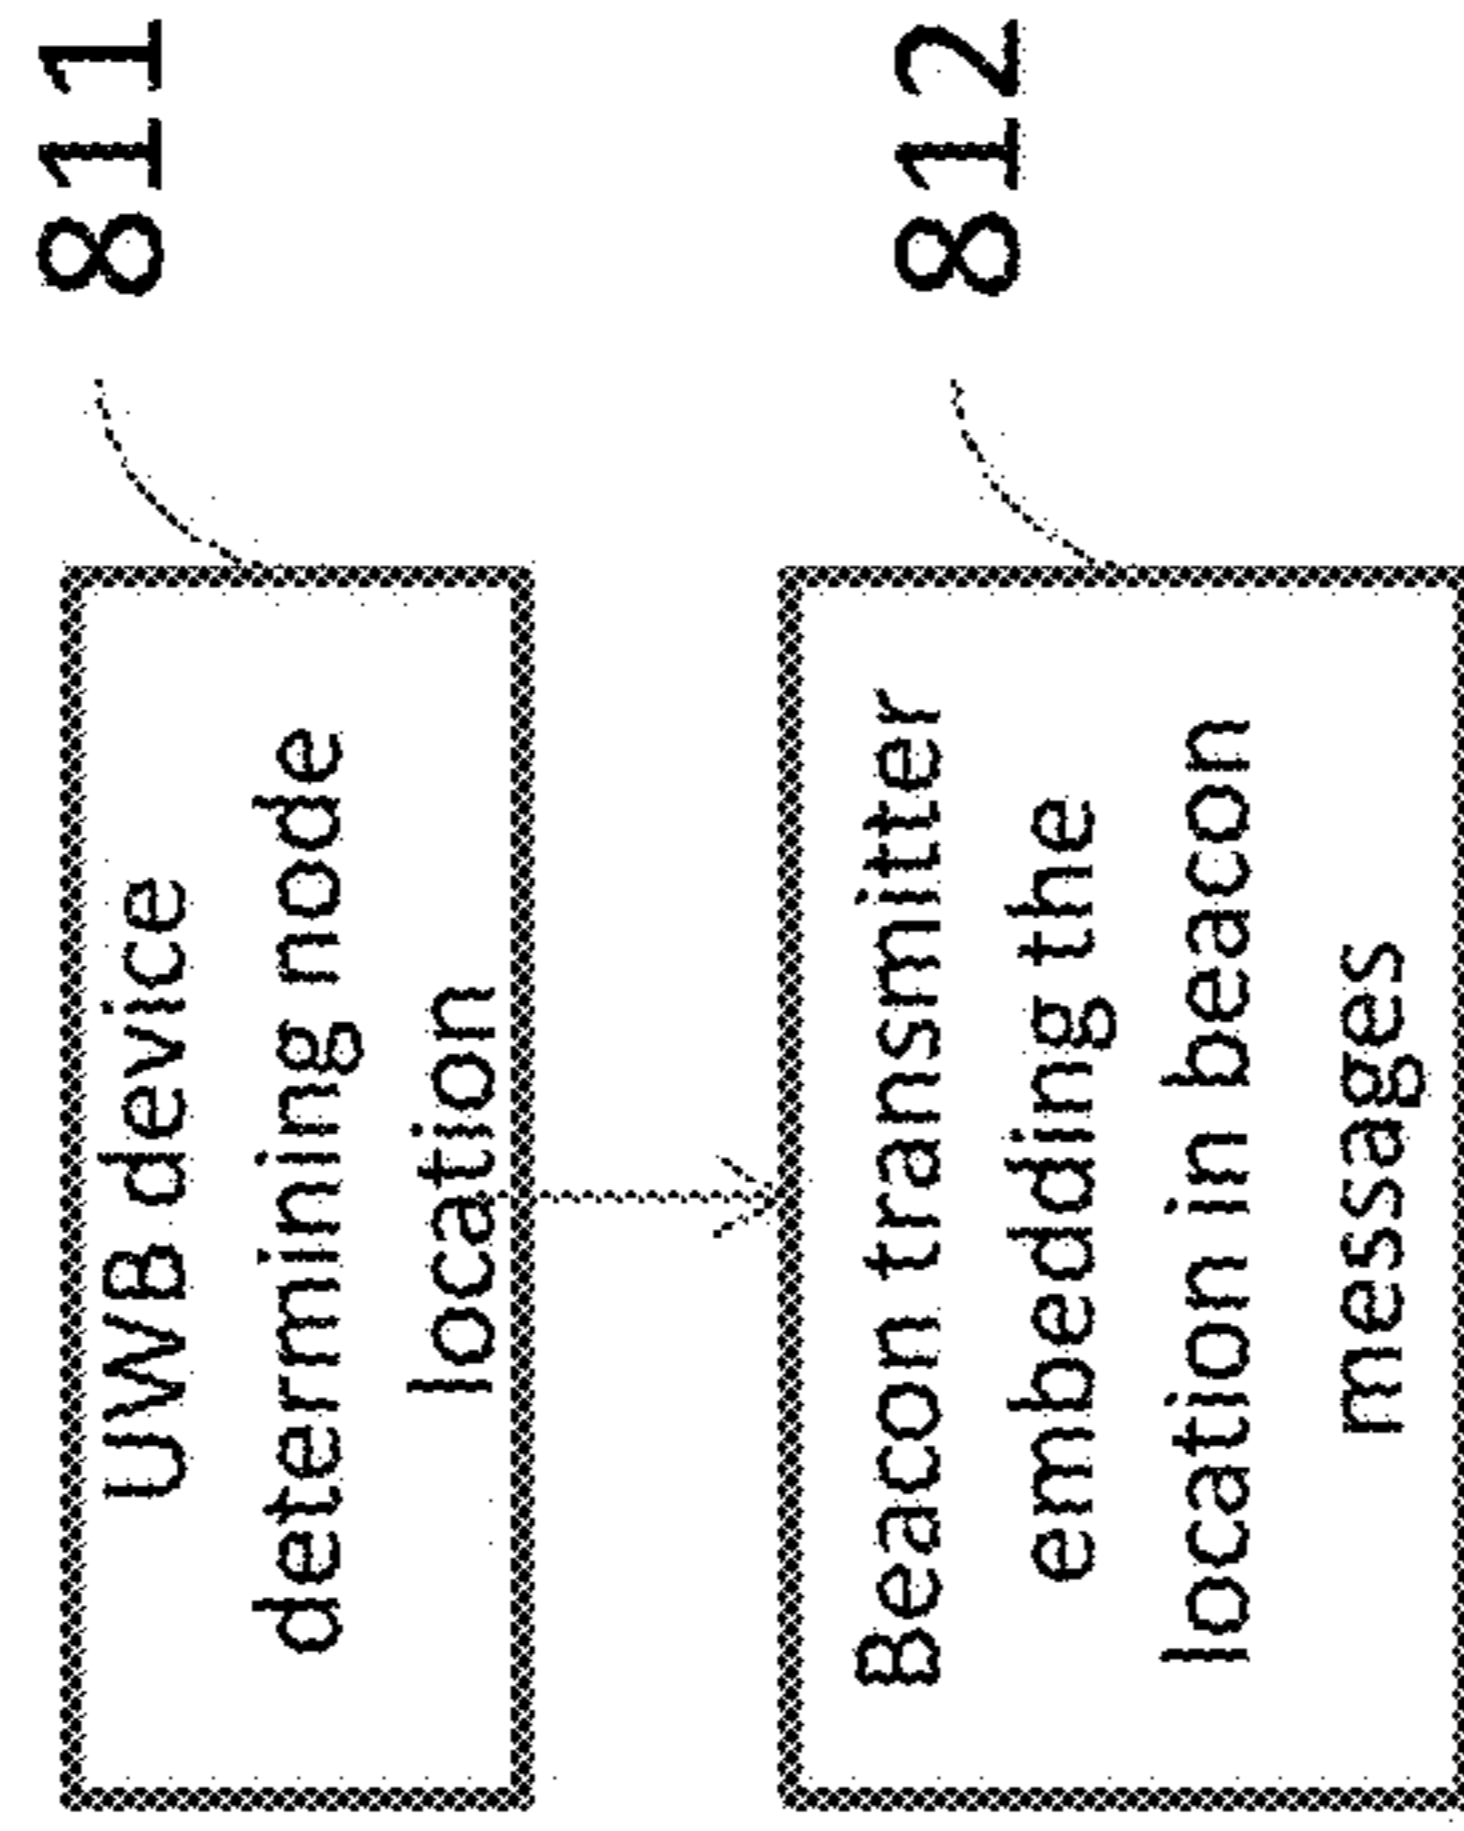 UWB device
determining node
location
811
Beacon transmitter
embedding the
location in beacon
messages
812